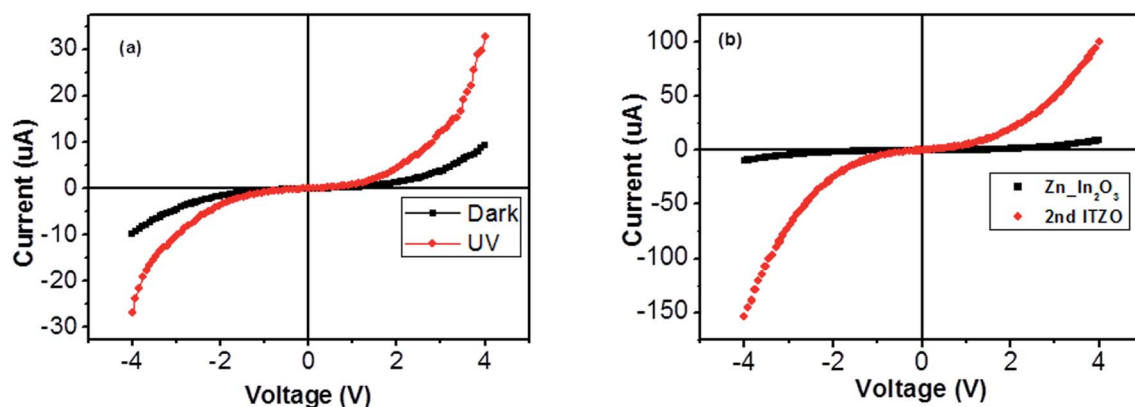 (a)
Current (uA)
30
20
10
0
-10
-20
-30
Dark
UV
-4 -2 0 2 4
Voltage (V)
(b)
Current (uA)
100
50
0
-50
-100
-150
Zn_In₂O₃
2nd ITZO
-4 -2 0 2 4
Voltage (V)